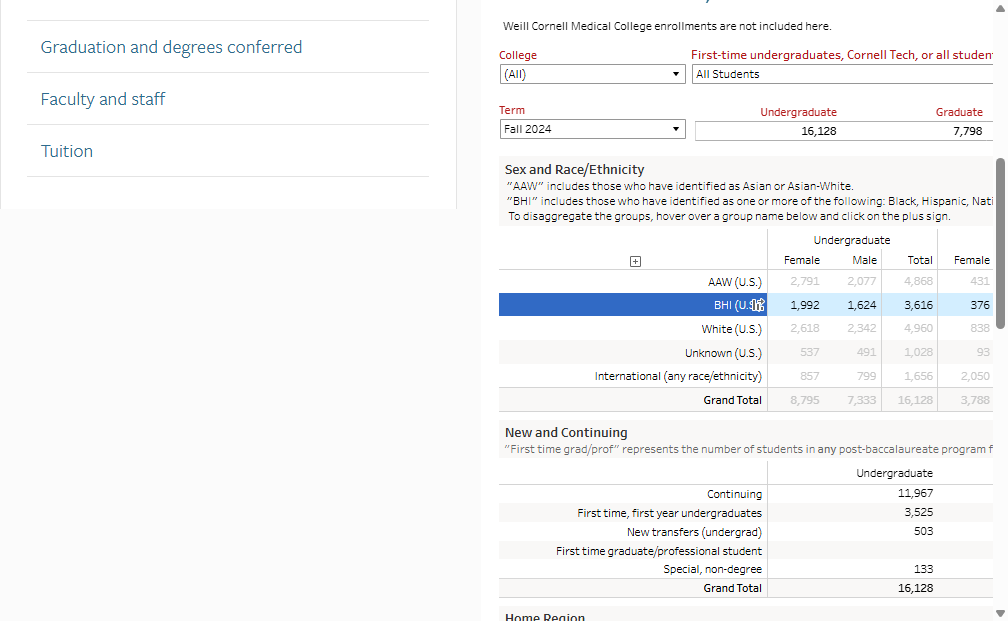 Graduation and degrees conferred
Faculty and staff
Tuition
Weill Cornell Medical College enrollments are not included here.
College First-time undergraduates, Cornell Tech, or all studen
(All) All Students
Term Undergraduate Graduate
Fall 2024 16,128 7,798
Sex and Race/Ethnicity
"AAW" includes those who have identified as Asian or Asian-White.
"BHI" includes those who have identified as one or more of the following: Black, Hispanic, Nati
To disaggregate the groups, hover over a group name below and click on the plus sign.
Undergraduate
Female Male Total Female
AAW (U.S.) 2,791 2,077 4,868 431
BHI (U.S 1,992 1,624 3,616 376
White (U.S.) 2,618 2,342 4,960 838
Unknown (U.S.) 537 491 1,028 93
International (any race/ethnicity) 857 799 1,656 2,050
Grand Total 8,795 7,333 16,128 3,788
New and Continuing
"First time grad/prof" represents the number of students in any post-baccalaureate program f
Undergraduate
Continuing 11,967
First time, first year undergraduates 3,525
New transfers (undergrad) 503
First time graduate/professional student
Special, non-degree 133
Grand Total 16,128
Home Region